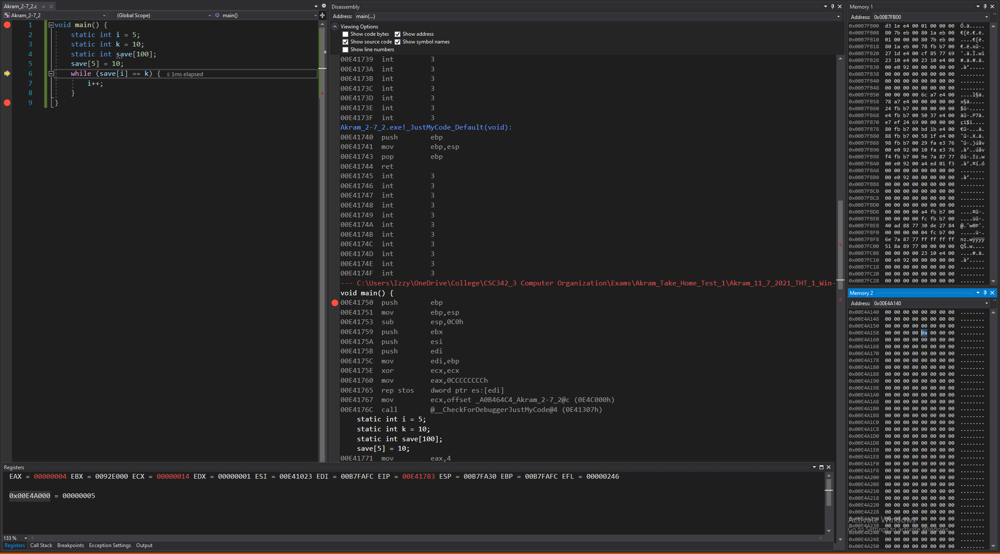 Akram_2-7_2.c
Akram_2-7_2
(Global Scope)
main()
1 void main() {
2 static int i = 5;
3 static int k = 10;
4 static int save[100];
5 save[5] = 10;
6 while (save[i] == k) { ≤ 1ms elapsed
7 i++;
8 }
9 }
Disassembly
Address: main(...)
Viewing Options
Show code bytes Show address
Show source code Show symbol names
Show line numbers
00E41739 int 3
00E4173A int 3
00E4173B int 3
00E4173C int 3
00E4173D int 3
00E4173E int 3
00E4173F int 3
Akram_2-7_2.exe!_JustMyCode_Default(void):
00E41740 push ebp
00E41741 mov ebp,esp
00E41743 pop ebp
00E41744 ret
00E41745 int 3
00E41746 int 3
00E41747 int 3
00E41748 int 3
00E41749 int 3
00E4174A int 3
00E4174B int 3
00E4174C int 3
00E4174D int 3
00E4174E int 3
00E4174F int 3
--- C:\Users\Izzy\OneDrive\College\CSC342_3 Computer Organization\Exams\Akram_Take_Home_Test_1\Akram_11_7_2021_THT_1_Win-
void main() {
00E41750 push ebp
00E41751 mov ebp,esp
00E41753 sub esp,0C0h
00E41759 push ebx
00E4175A push esi
00E4175B push edi
00E4175C mov edi,ebp
00E4175E xor ecx,ecx
00E41760 mov eax,0CCCCCCCCh
00E41765 rep stos dword ptr es:[edi]
00E41767 mov ecx,offset _A0B464C4_Akram_2-7_2@c (0E4C000h)
00E4176C call @__CheckForDebuggerJustMyCode@4 (0E41307h)
static int i = 5;
static int k = 10;
static int save[100];
save[5] = 10;
00E41771 mov eax,4
Memory 1
Address: 0x00B7FB00
0x00B7FB00 d3 1e e4 00 01 00 00 00 Ó.ä.....
0x00B7FB08 80 7b eb 00 80 1a eb 00 €{ë.€.ë.
0x00B7FB10 01 00 00 00 80 7b eb 00 ....€{ë.
0x00B7FB18 80 1a eb 00 78 fb b7 00 €.ë.xû·.
0x00B7FB20 27 1d e4 00 cf 85 77 69 '.ä.Ï.wi
0x00B7FB28 23 10 e4 00 23 10 e4 00 #.ä.#.ä.
0x00B7FB30 00 e0 92 00 00 00 00 00 .à’.....
0x00B7FB38 00 00 00 00 00 00 00 00 ........
0x00B7FB40 00 00 00 00 00 00 00 00 ........
0x00B7FB48 00 00 00 00 00 00 00 00 ........
0x00B7FB50 00 00 00 00 6c a7 e4 00 ....l§ä.
0x00B7FB58 78 a7 e4 00 00 00 00 00 x§ä.....
0x00B7FB60 24 fb b7 00 00 00 00 00 $û·.....
0x00B7FB68 e4 fb b7 00 50 37 e4 00 äû·.P7ä.
0x00B7FB70 e7 ef 24 69 00 00 00 00 çï$i....
0x00B7FB78 80 fb b7 00 bd 1b e4 00 €û·...ä.
0x00B7FB80 88 fb b7 00 58 1f e4 00 ˆû·.X.ä.
0x00B7FB88 98 fb b7 00 29 fa e3 76 ˜û·.)úãv
0x00B7FB90 00 e0 92 00 10 fa e3 76 .à’..úãv
0x00B7FB98 f4 fb b7 00 9e 7a 87 77 ôû·.žz.w
0x00B7FBA0 00 e0 92 00 a4 ed 01 f3 .à’.¤í.ó
0x00B7FBA8 00 00 00 00 00 00 00 00 ........
0x00B7FBB0 00 e0 92 00 00 00 00 00 .à’.....
0x00B7FBB8 00 00 00 00 00 00 00 00 ........
0x00B7FBC0 00 00 00 00 00 00 00 00 ........
0x00B7FBC8 00 00 00 00 00 00 00 00 ........
0x00B7FBD0 00 00 00 00 00 00 00 00 ........
0x00B7FBD8 00 00 00 00 a4 fb b7 00 ....¤û·.
0x00B7FBE0 00 00 00 00 fc fb b7 00 ....üû·.
0x00B7FBE8 40 ad 88 77 30 de 27 84 @.ˆw0Þ'.
0x00B7FBF0 00 00 00 00 04 fc b7 00 .....ü·.
0x00B7FBF8 6e 7a 87 77 ff ff ff ff nz.wÿÿÿÿ
0x00B7FC00 51 8a 89 77 00 00 00 00 QŠ.w....
0x00B7FC08 00 00 00 00 23 10 e4 00 ....#.ä.
0x00B7FC10 00 e0 92 00 00 00 00 00 .à’.....
0x00B7FC18 00 00 00 00 00 00 00 00 ........
0x00B7FC20 00 00 00 00 00 00 00 00 ........
0x00B7FC28 00 00 00 00 00 00 00 00 ........
Memory 2
Address: 0x00E4A140
0x00E4A140 00 00 00 00 00 00 00 00 ........
0x00E4A148 00 00 00 00 00 00 00 00 ........
0x00E4A150 00 00 00 00 00 00 00 00 ........
0x00E4A158 00 00 00 00 0a 00 00 00 ........
0x00E4A160 00 00 00 00 00 00 00 00 ........
0x00E4A168 00 00 00 00 00 00 00 00 ........
0x00E4A170 00 00 00 00 00 00 00 00 ........
0x00E4A178 00 00 00 00 00 00 00 00 ........
0x00E4A180 00 00 00 00 00 00 00 00 ........
0x00E4A188 00 00 00 00 00 00 00 00 ........
0x00E4A190 00 00 00 00 00 00 00 00 ........
0x00E4A198 00 00 00 00 00 00 00 00 ........
0x00E4A1A0 00 00 00 00 00 00 00 00 ........
0x00E4A1A8 00 00 00 00 00 00 00 00 ........
0x00E4A1B0 00 00 00 00 00 00 00 00 ........
0x00E4A1B8 00 00 00 00 00 00 00 00 ........
0x00E4A1C0 00 00 00 00 00 00 00 00 ........
0x00E4A1C8 00 00 00 00 00 00 00 00 ........
0x00E4A1D0 00 00 00 00 00 00 00 00 ........
0x00E4A1D8 00 00 00 00 00 00 00 00 ........
0x00E4A1E0 00 00 00 00 00 00 00 00 ........
0x00E4A1E8 00 00 00 00 00 00 00 00 ........
0x00E4A1F0 00 00 00 00 00 00 00 00 ........
0x00E4A1F8 00 00 00 00 00 00 00 00 ........
0x00E4A200 00 00 00 00 00 00 00 00 ........
0x00E4A208 00 00 00 00 00 00 00 00 ........
0x00E4A210 00 00 00 00 00 00 00 00 ........
0x00E4A218 00 00 00 00 00 00 00 00 ........
0x00E4A220 00 00 00 00 00 00 00 00 ........
0x00E4A228 00 00 00 00 00 00 00 00 ........
0x00E4A230 00 00 00 00 00 00 00 00 ........
0x00E4A238 00 00 00 00 00 00 00 00 ........
0x00E4A240 00 00 00 00 00 00 00 00 ........
0x00E4A248 00 00 00 00 00 00 00 00 ........
0x00E4A250 00 00 00 00 00 00 00 00 ........
Activate Windows
Go to Settings to activate Windows.
Registers
EAX = 00000004 EBX = 0092E000 ECX = 00000014 EDX = 00000001 ESI = 00E41023 EDI = 00B7FAFC EIP = 00E41783 ESP = 00B7FA30 EBP = 00B7FAFC EFL = 00000246
0x00E4A000 = 00000005
133 %
Registers Call Stack Breakpoints Exception Settings Output